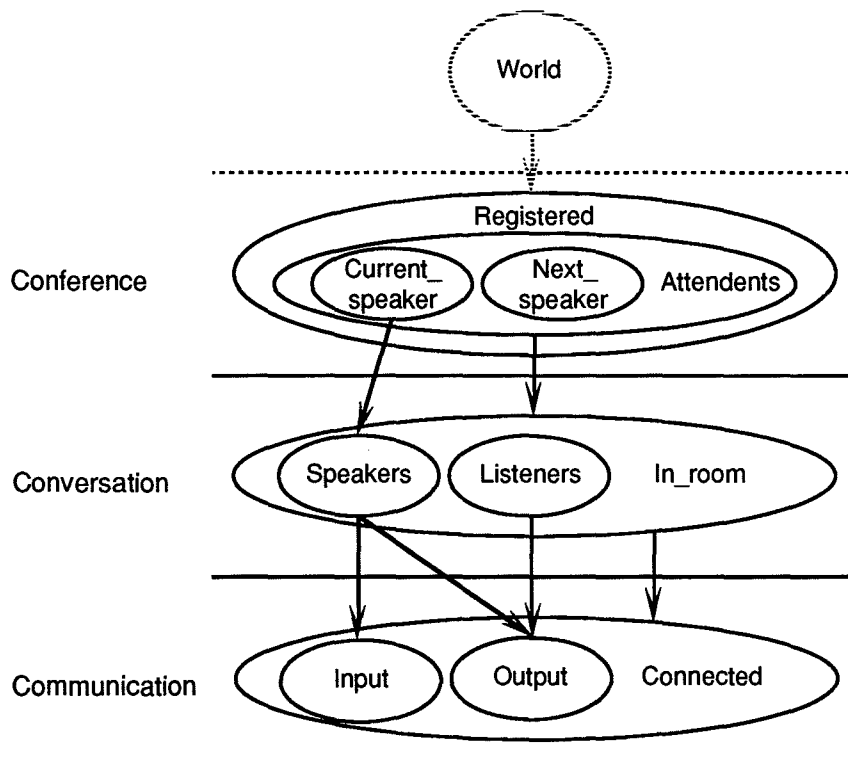 World
Registered
Conference
Current_
speaker
Next_
speaker
Attendents
Conversation
Speakers
Listeners
In_room
Communication
Input
Output
Connected